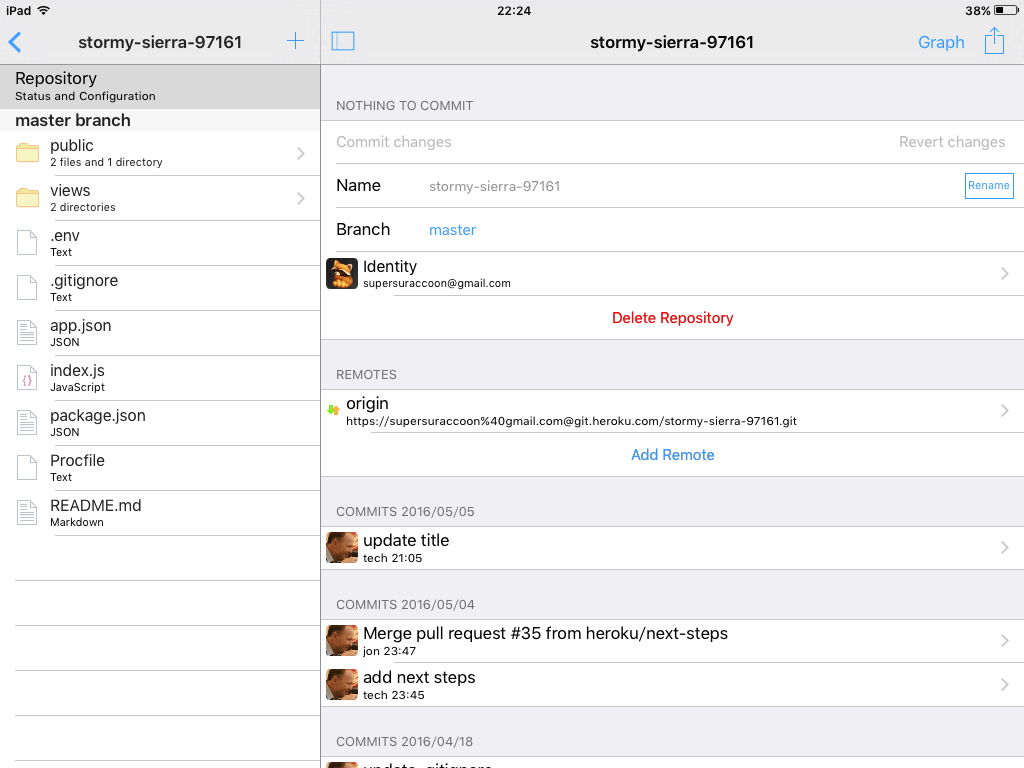 iPad
22:24
38%
stormy-sierra-97161
Repository
Status and Configuration
master branch
public
2 files and 1 directory
views
2 directories
.env
Text
.gitignore
Text
app.json
JSON
{}
index.js
JavaScript
package.json
JSON
Procfile
Text
README.md
Markdown
stormy-sierra-97161
Graph
NOTHING TO COMMIT
Commit changes
Revert changes
Name
stormy-sierra-97161
Rename
Branch
master
Identity
supersuraccoon@gmail.com
Delete Repository
REMOTES
origin
https://supersuraccoon%40gmail.com@git.heroku.com/stormy-sierra-97161.git
Add Remote
COMMITS 2016/05/05
update title
tech 21:05
COMMITS 2016/05/04
Merge pull request #35 from heroku/next-steps
jon 23:47
add next steps
tech 23:45
COMMITS 2016/04/18
update .gitignore